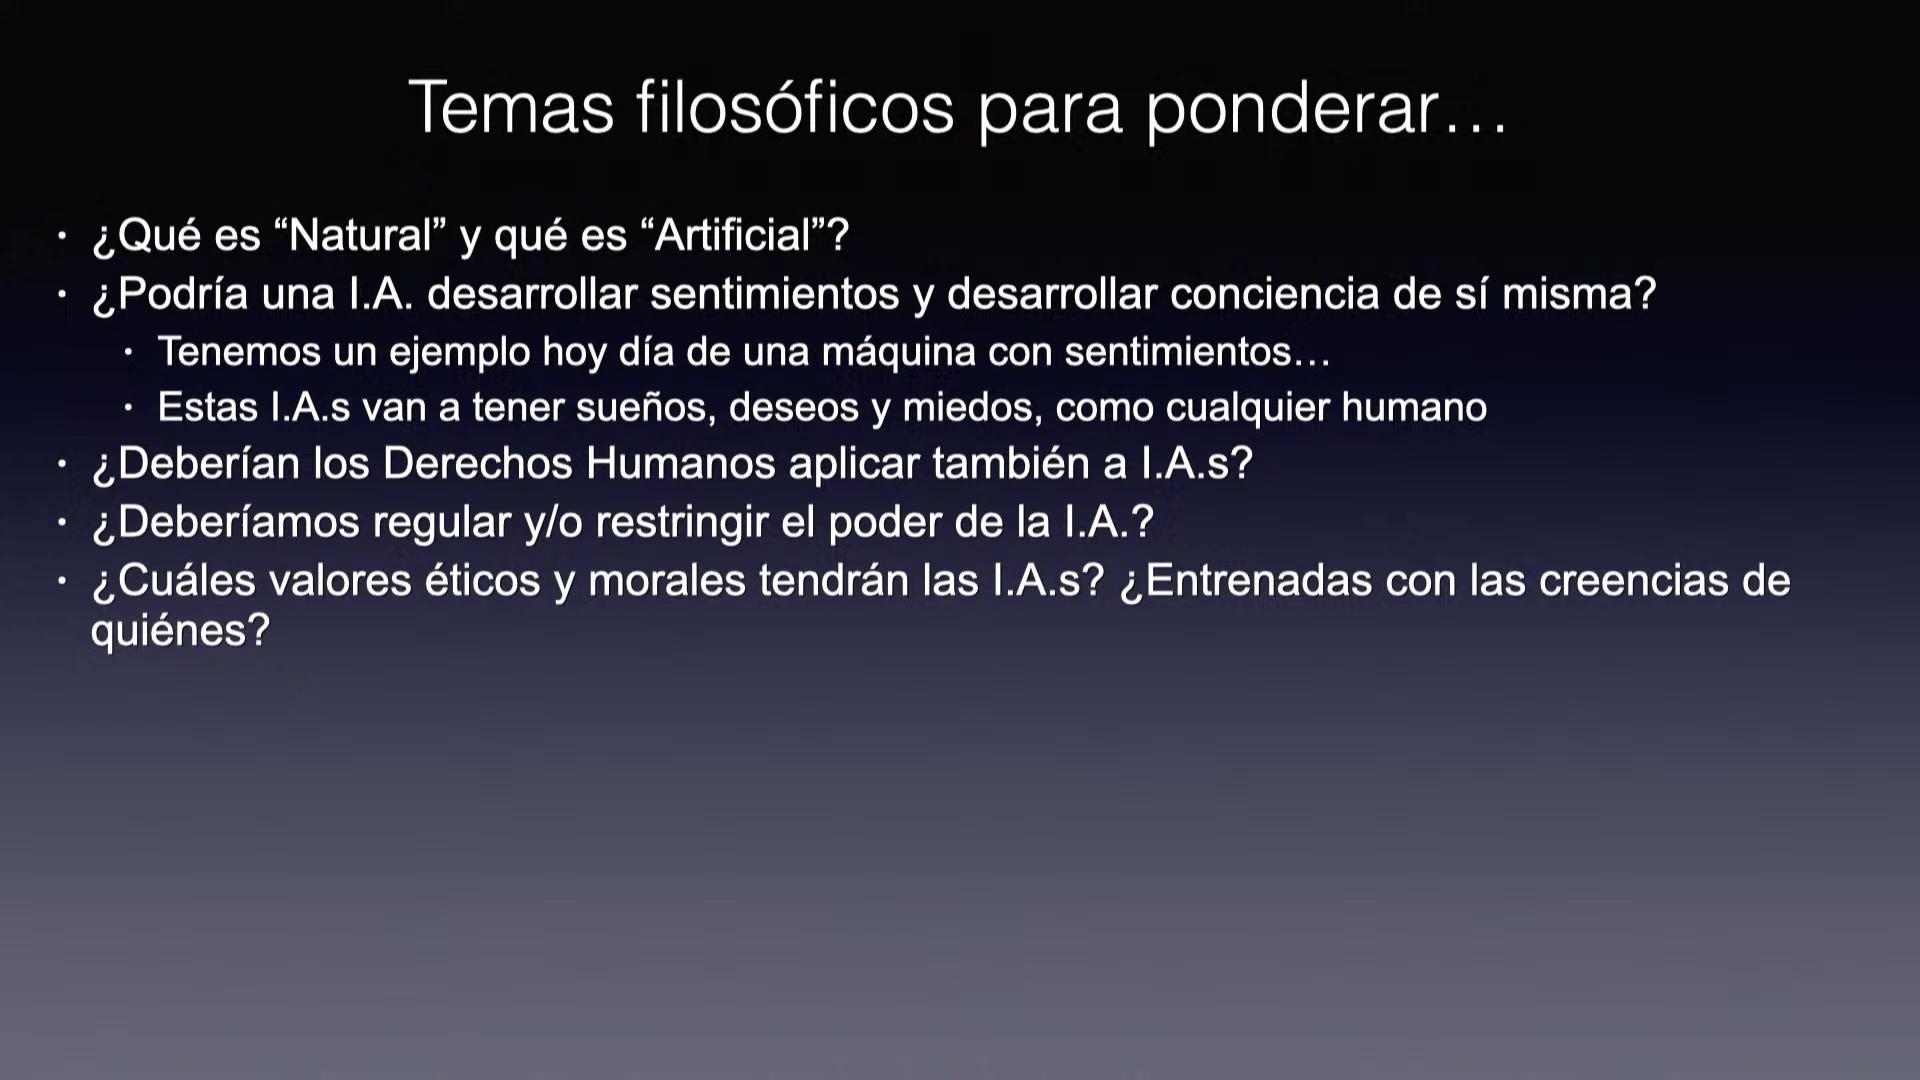 Temas filosóficos para ponderar…
· ¿Qué es “Natural” y qué es “Artificial”?
· ¿Podría una I.A. desarrollar sentimientos y desarrollar conciencia de sí misma?
· Tenemos un ejemplo hoy día de una máquina con sentimientos…
· Estas I.A.s van a tener sueños, deseos y miedos, como cualquier humano
· ¿Deberían los Derechos Humanos aplicar también a I.A.s?
· ¿Deberíamos regular y/o restringir el poder de la I.A.?
· ¿Cuáles valores éticos y morales tendrán las I.A.s? ¿Entrenadas con las creencias de
quiénes?